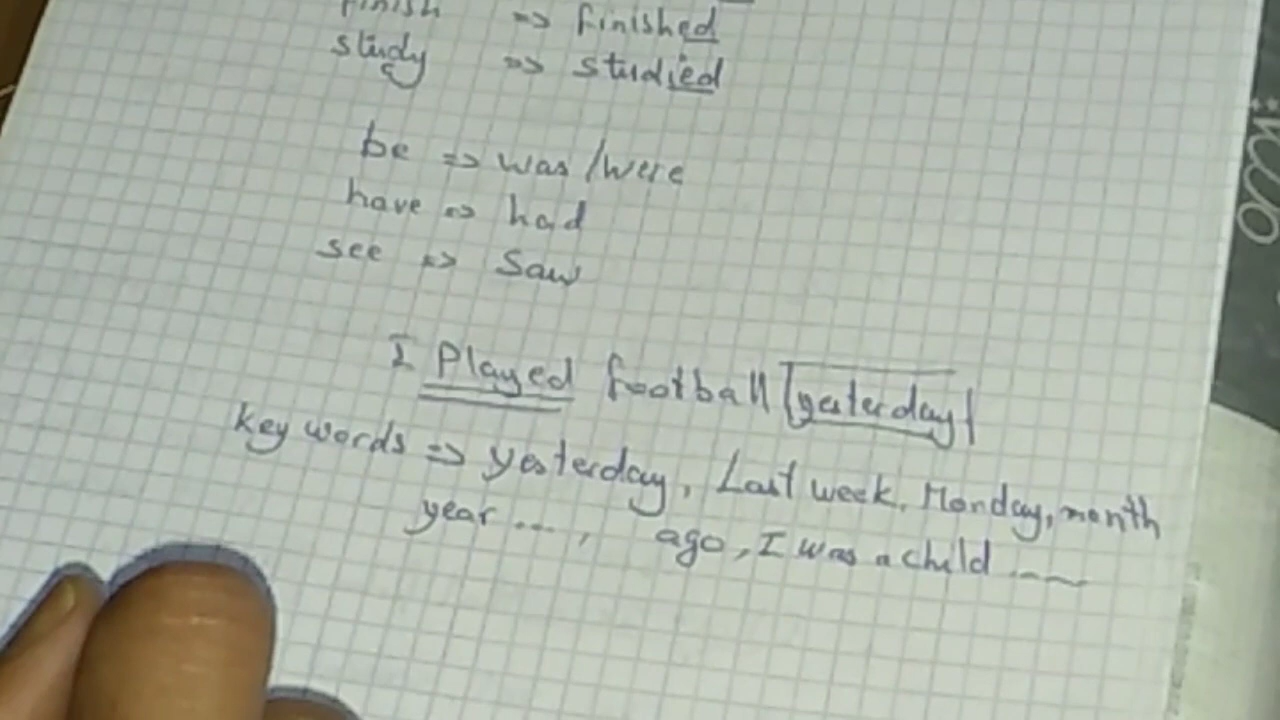 finish => finished
study => studied
be => was/were
have => had
see => saw
I Played football yesterday
key words => yesterday, Last week, Monday, month
year ..., ago, I was a child ....